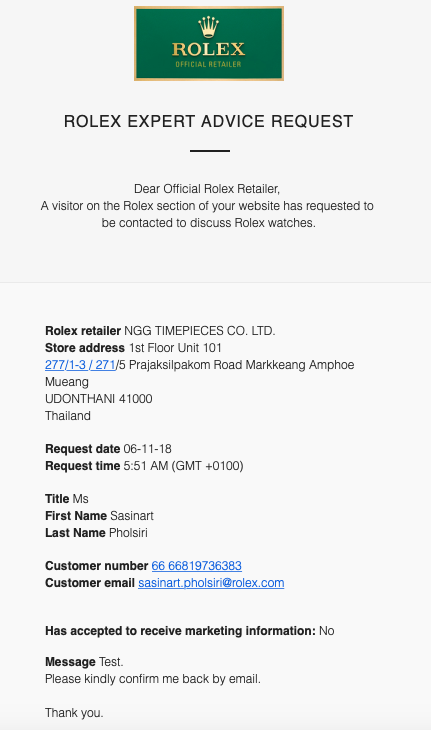 ROLEX
OFFICIAL RETAILER
ROLEX EXPERT ADVICE REQUEST
Dear Official Rolex Retailer,
A visitor on the Rolex section of your website has requested to
be contacted to discuss Rolex watches.
Rolex retailer NGG TIMEPIECES CO. LTD.
Store address 1st Floor Unit 101
277/1-3 / 271/5 Prajaksilpakom Road Markkeang Amphoe
Mueang
UDONTHANI 41000
Thailand
Request date 06-11-18
Request time 5:51 AM (GMT +0100)
Title Ms
First Name Sasinart
Last Name Pholsiri
Customer number 66 66819736383
Customer email sasinart.pholsiri@rolex.com
Has accepted to receive marketing information: No
Message Test.
Please kindly confirm me back by email.
Thank you.